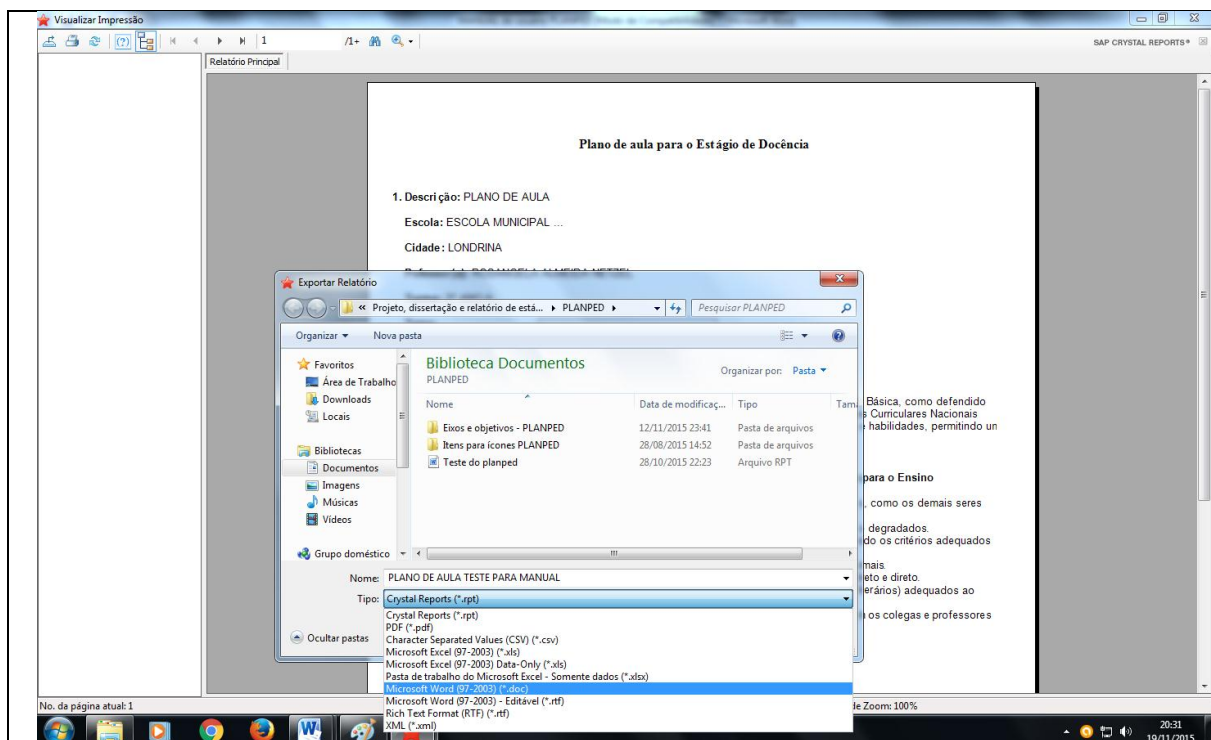 Visualizar Impressão
1 /1+
SAP CRYSTAL REPORTS®
Relatório Principal
Plano de aula para o Estágio de Docência
1. Descrição: PLANO DE AULA
Escola: ESCOLA MUNICIPAL ...
Cidade: LONDRINA
Exportar Relatório
« Projeto, dissertação e relatório de está... ▸ PLANPED ▸
Pesquisar PLANPED
Organizar
Nova pasta
Favoritos
Área de Trabalho
Downloads
Locais
Bibliotecas
Documentos
Imagens
Músicas
Vídeos
Grupo doméstico
Biblioteca Documentos
PLANPED
Organizar por: Pasta
Nome Data de modificaç... Tipo Tam
Eixos e objetivos - PLANPED 12/11/2015 23:41 Pasta de arquivos
Itens para ícones PLANPED 28/08/2015 14:52 Pasta de arquivos
Teste do planped 28/10/2015 22:23 Arquivo RPT
Básica, como defendido
s Curriculares Nacionais
habilidades, permitindo un
para o Ensino
, como os demais seres
degradados.
do os critérios adequados
mais.
eto e direto.
erários) adequados ao
os colegas e professores
Nome: PLANO DE AULA TESTE PARA MANUAL
Tipo: Crystal Reports (*.rpt)
Crystal Reports (*.rpt)
PDF (*.pdf)
Character Separated Values (CSV) (*.csv)
Microsoft Excel (97-2003) (*.xls)
Microsoft Excel (97-2003) Data-Only (*.xls)
Pasta de trabalho do Microsoft Excel - Somente dados (*.xlsx)
Microsoft Word (97-2003) (*.doc)
Microsoft Word (97-2003) - Editável (*.rtf)
Rich Text Format (RTF) (*.rtf)
XML (*.xml)
Ocultar pastas
No. da página atual: 1
de Zoom: 100%
20:31
19/11/2015